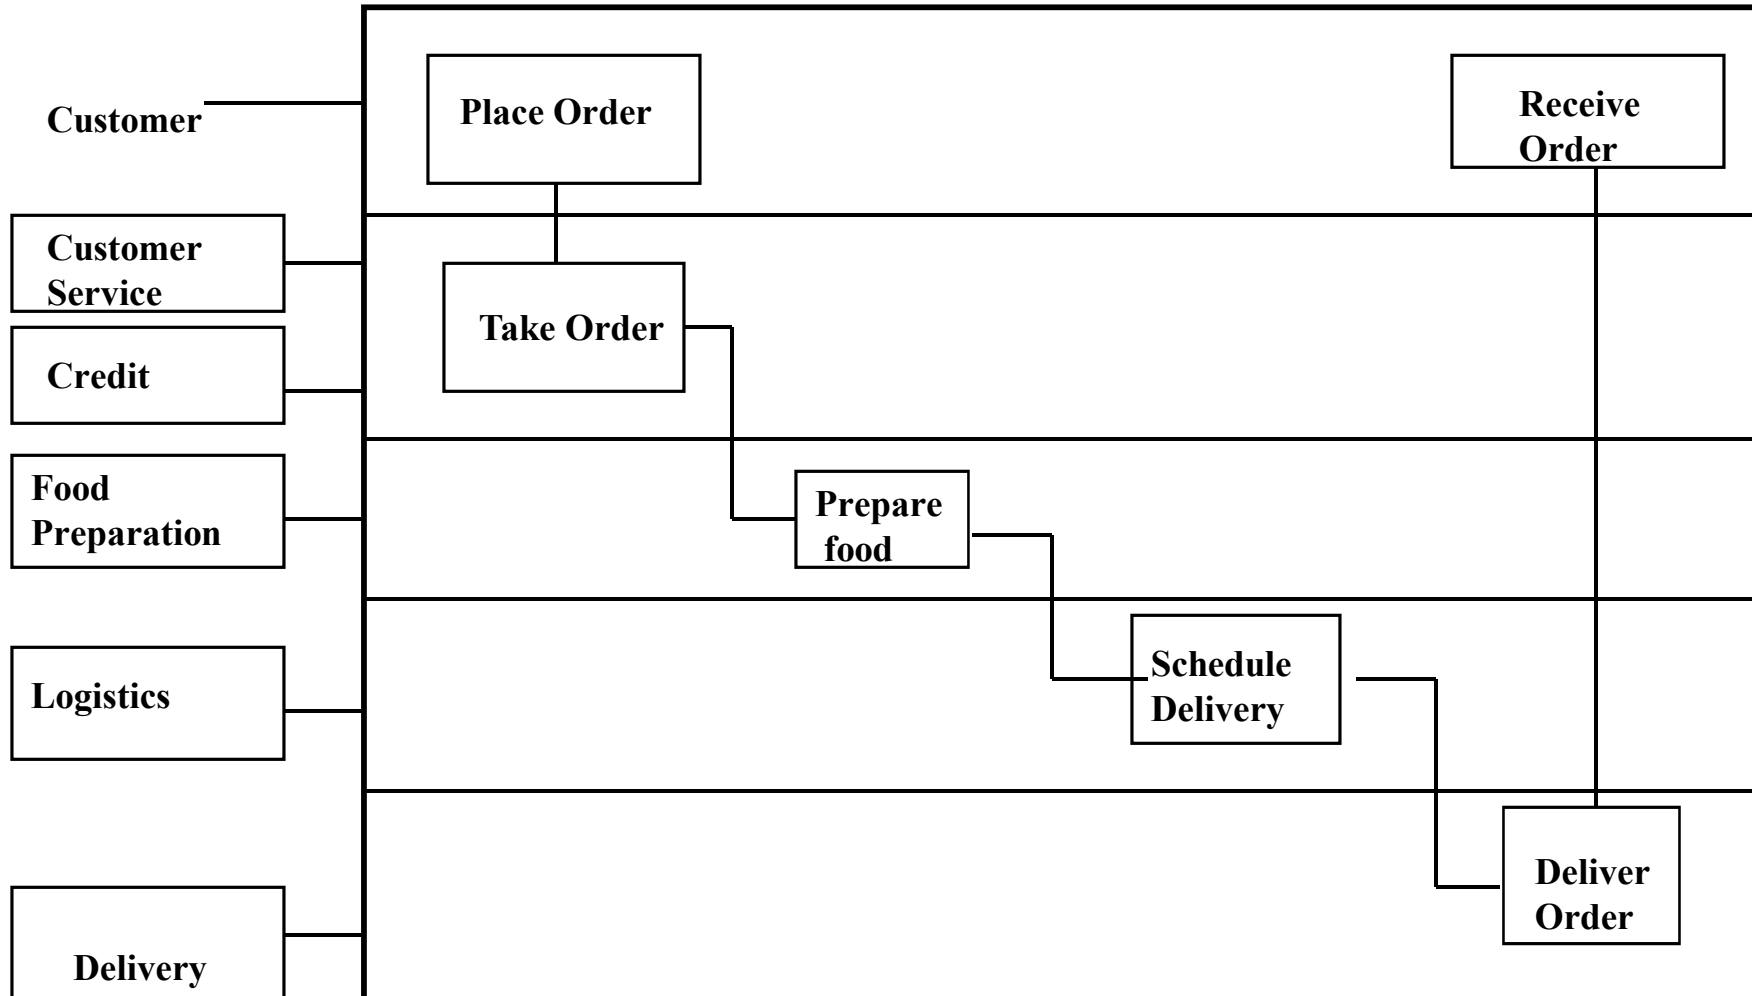 Customer
Place Order
Receive
Order
Customer
Service
Take Order
Credit
Food
Preparation
Prepare
food
Logistics
Schedule
Delivery
Deliver
Order
Delivery